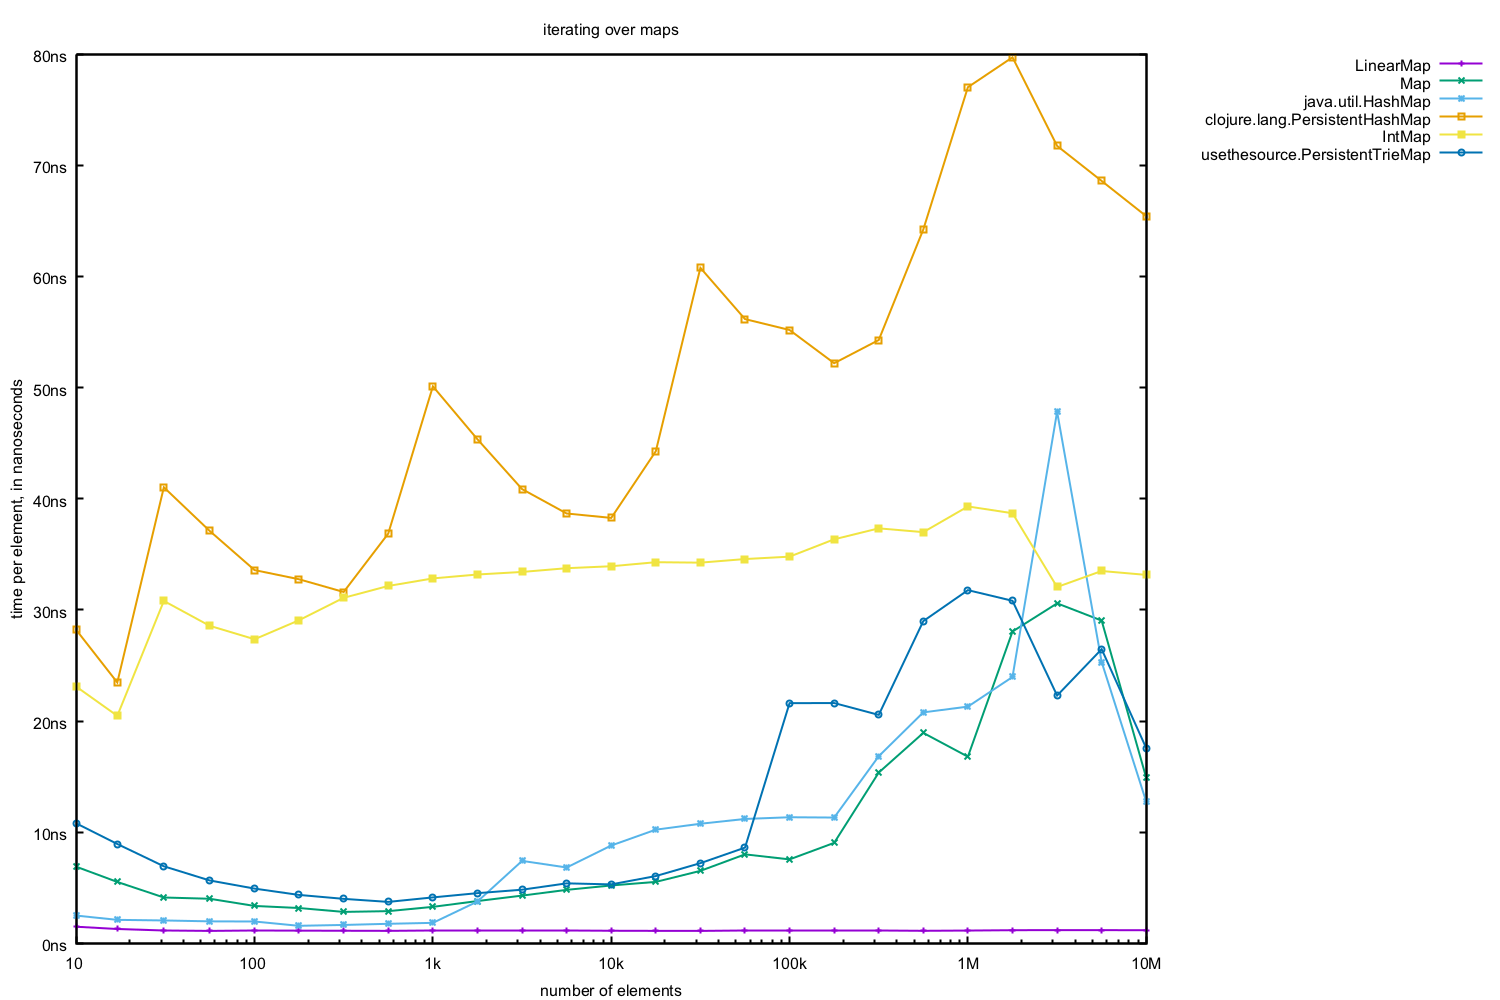 iterating over maps
80ns
70ns
60ns
50ns
40ns
30ns
20ns
10ns
0ns
time per element, in nanoseconds
10
100
1k
10k
100k
1M
10M
number of elements
LinearMap
Map
java.util.HashMap
clojure.lang.PersistentHashMap
IntMap
usethesource.PersistentTrieMap